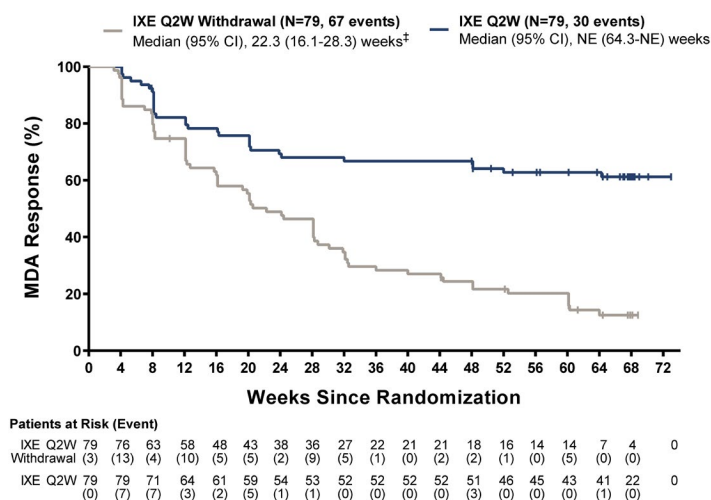 IXE Q2W Withdrawal (N=79, 67 events)
Median (95% CI), 22.3 (16.1-28.3) weeks‡
IXE Q2W (N=79, 30 events)
Median (95% CI), NE (64.3-NE) weeks
MDA Response (%)
100
80
60
40
20
0
0 4 8 12 16 20 24 28 32 36 40 44 48 52 56 60 64 68 72
Weeks Since Randomization
Patients at Risk (Event)
IXE Q2W 79 76 63 58 48 43 38 36 27 22 21 21 18 16 14 14 7 4 0
Withdrawal (3) (13) (4) (10) (5) (5) (2) (9) (5) (1) (0) (2) (2) (1) (0) (5) (0) (0)
IXE Q2W 79 79 71 64 61 59 54 53 52 52 52 52 51 46 45 43 41 22 0
(0) (7) (7) (3) (2) (5) (1) (1) (0) (0) (0) (0) (3) (0) (0) (0) (1) (0)